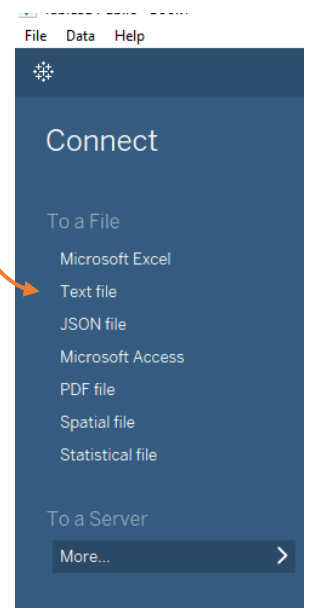 File Data Help
Connect
To a File
Microsoft Excel
Text file
JSON file
Microsoft Access
PDF file
Spatial file
Statistical file
To a Server
More...